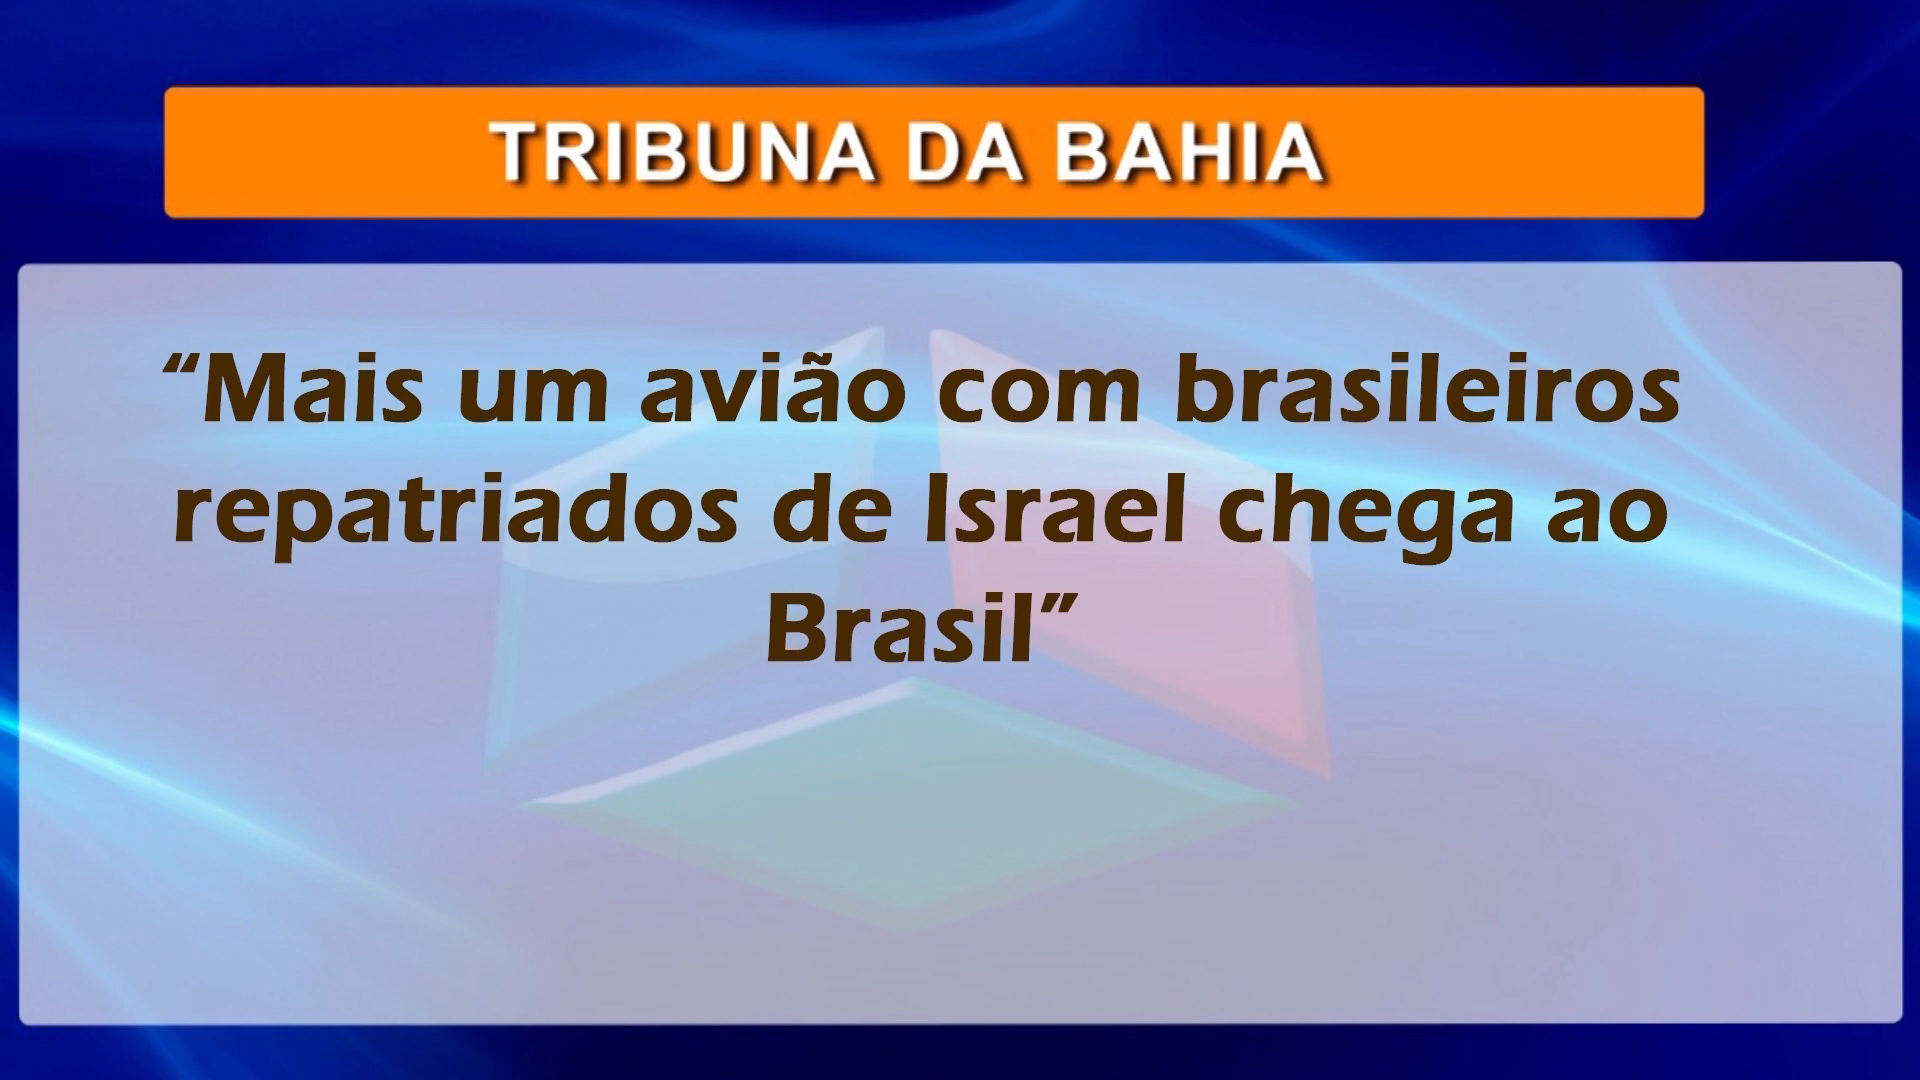 TRIBUNA DA BAHIA
“Mais um avião com brasileiros
repatriados de Israel chega ao
Brasil”